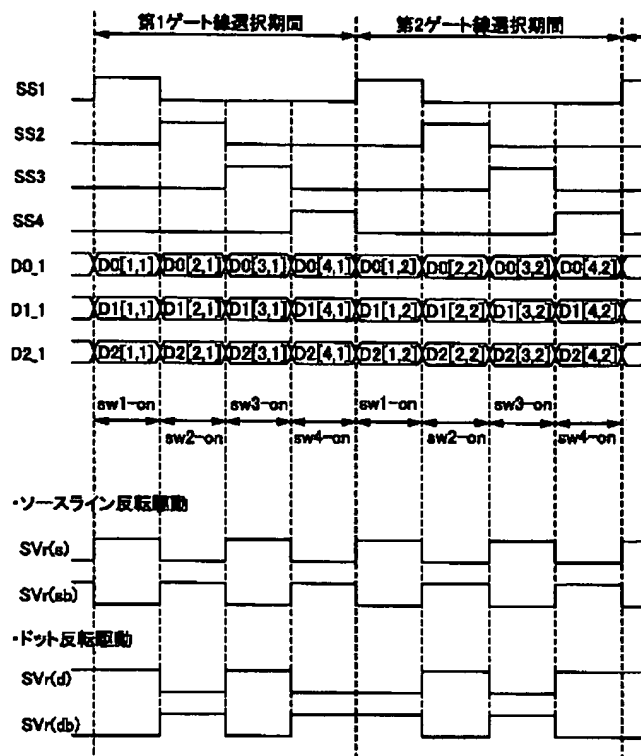 第1ゲート線選択期間 第2ゲート線選択期間
SS1
SS2
SS3
SS4
D0_1 D0[1,1] D0[2,1] D0[3,1] D0[4,1] D0[1,2] D0[2,2] D0[3,2] D0[4,2]
D1_1 D1[1,1] D1[2,1] D1[3,1] D1[4,1] D1[1,2] D1[2,2] D1[3,2] D1[4,2]
D2_1 D2[1,1] D2[2,1] D2[3,1] D2[4,1] D2[1,2] D2[2,2] D2[3,2] D2[4,2]
sw1-on sw3-on sw1-on sw3-on
sw2-on sw4-on sw2-on sw4-on
・ソースライン反転駆動
SVr(s)
SVr(sb)
・ドット反転駆動
SVr(d)
SVr(db)